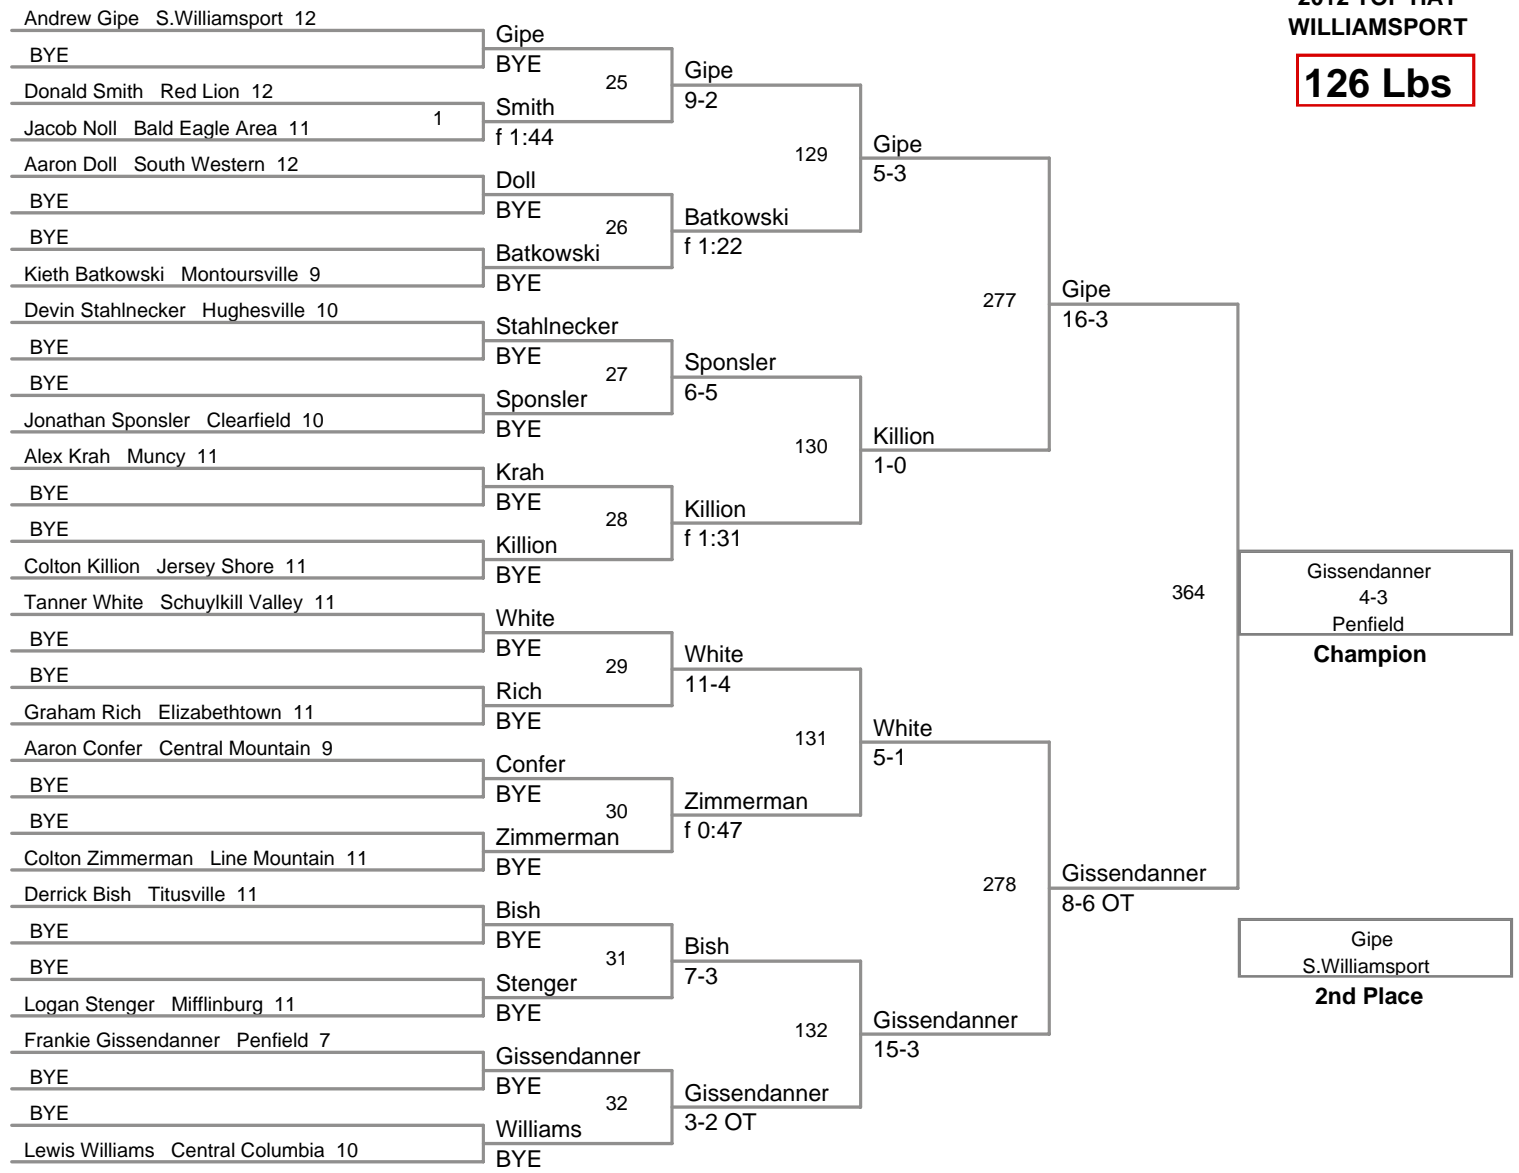 2012 TOP HAT
WILLIAMSPORT
126 Lbs
Andrew Gipe S.Williamsport 12
BYE
Donald Smith Red Lion 12
Jacob Noll Bald Eagle Area 11
Aaron Doll South Western 12
BYE
BYE
Kieth Batkowski Montoursville 9
Devin Stahlnecker Hughesville 10
BYE
BYE
Jonathan Sponsler Clearfield 10
Alex Krah Muncy 11
BYE
BYE
Colton Killion Jersey Shore 11
Tanner White Schuylkill Valley 11
BYE
BYE
Graham Rich Elizabethtown 11
Aaron Confer Central Mountain 9
BYE
BYE
Colton Zimmerman Line Mountain 11
Derrick Bish Titusville 11
BYE
BYE
Logan Stenger Mifflinburg 11
Frankie Gissendanner Penfield 7
BYE
BYE
Lewis Williams Central Columbia 10
1
Gipe
BYE
Smith
f 1:44
Doll
BYE
Batkowski
BYE
Stahlnecker
BYE
Sponsler
BYE
Krah
BYE
Killion
BYE
White
BYE
Rich
BYE
Confer
BYE
Zimmerman
BYE
Bish
BYE
Stenger
BYE
Gissendanner
BYE
Williams
BYE
25
26
27
28
29
30
31
32
Gipe
9-2
Batkowski
f 1:22
Sponsler
6-5
Killion
f 1:31
White
11-4
Zimmerman
f 0:47
Bish
7-3
Gissendanner
3-2 OT
129
130
131
132
Gipe
5-3
Killion
1-0
White
5-1
Gissendanner
15-3
277
278
Gipe
16-3
Gissendanner
8-6 OT
364
Gissendanner
4-3
Penfield
Champion
Gipe
S.Williamsport
2nd Place